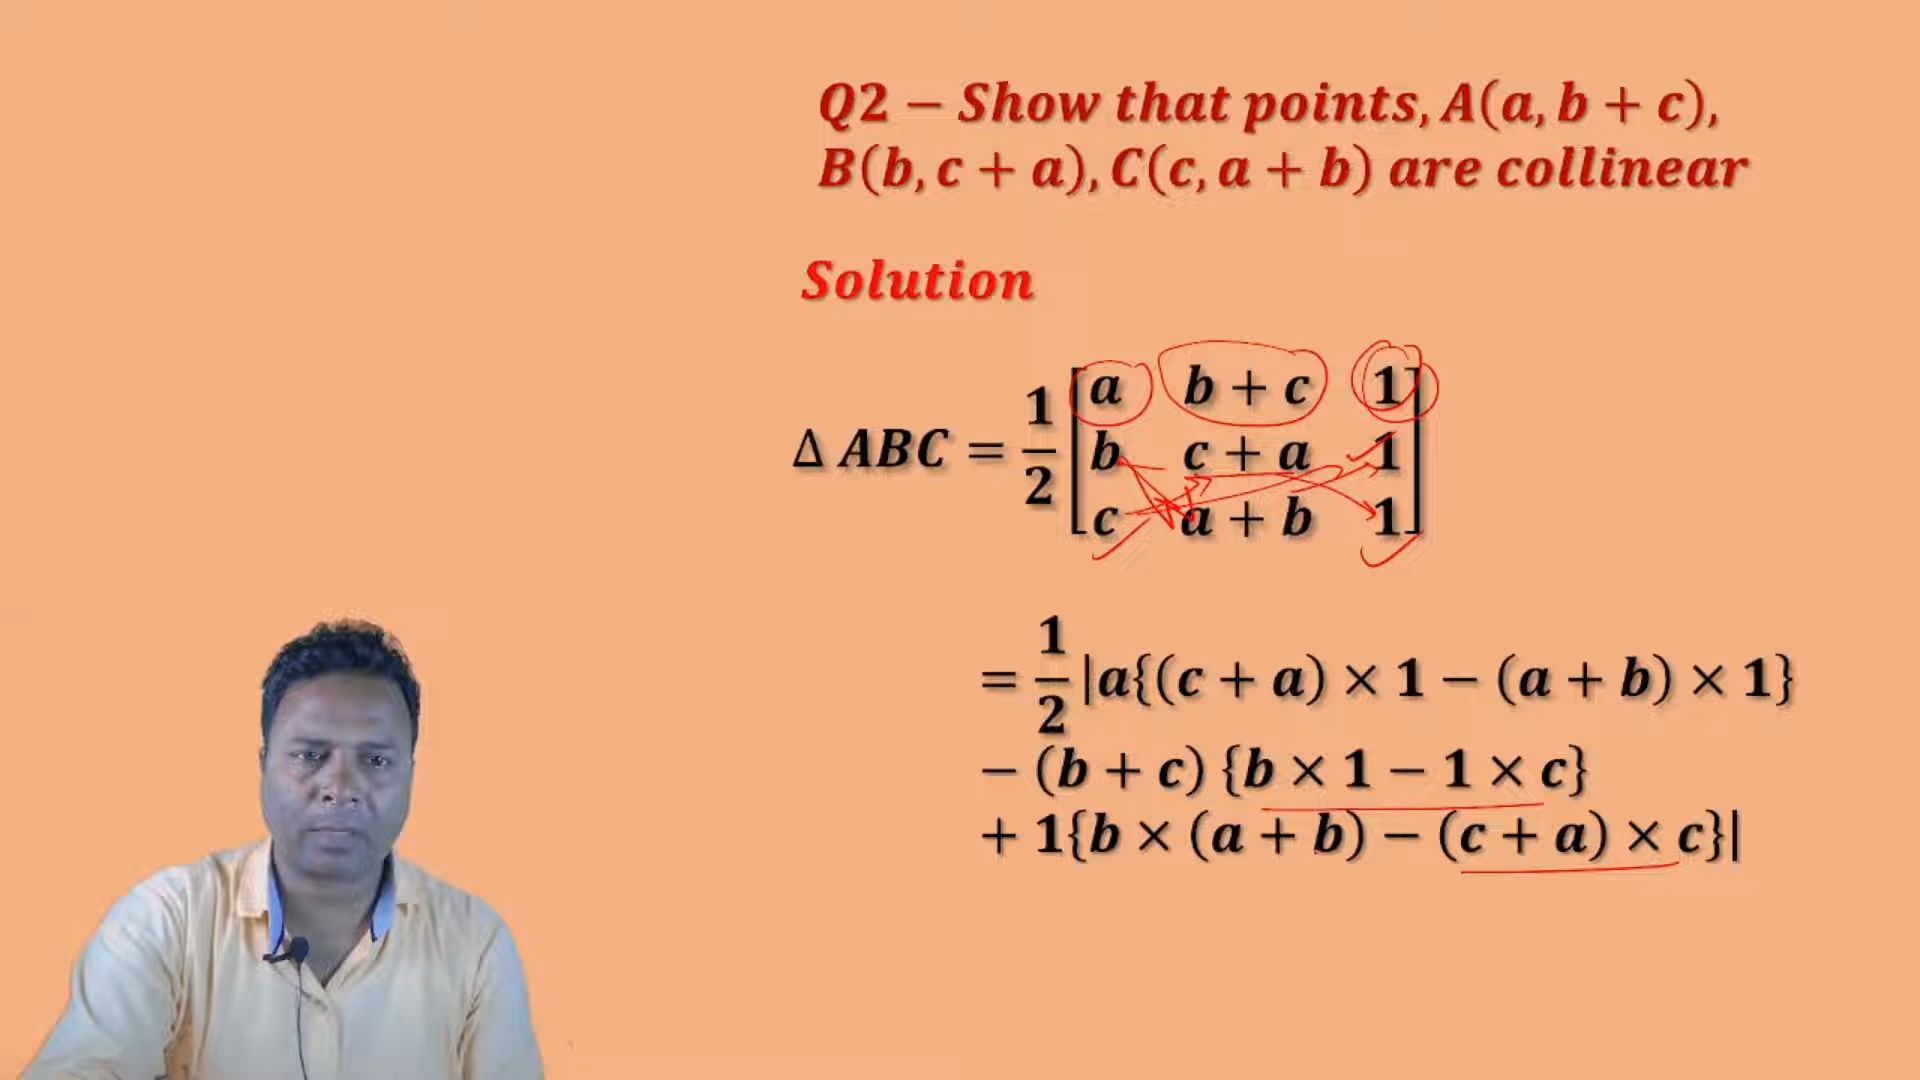 Q2 − Show that points, A(a, b + c),
B(b, c + a), C(c, a + b) are collinear
Solution
Δ ABC = 1/2 [a b + c 1
b c + a 1
c a + b 1]
= 1/2 |a{(c + a) × 1 − (a + b) × 1}
− (b + c) {b × 1 − 1 × c}
+ 1{b × (a + b) − (c + a) × c}|